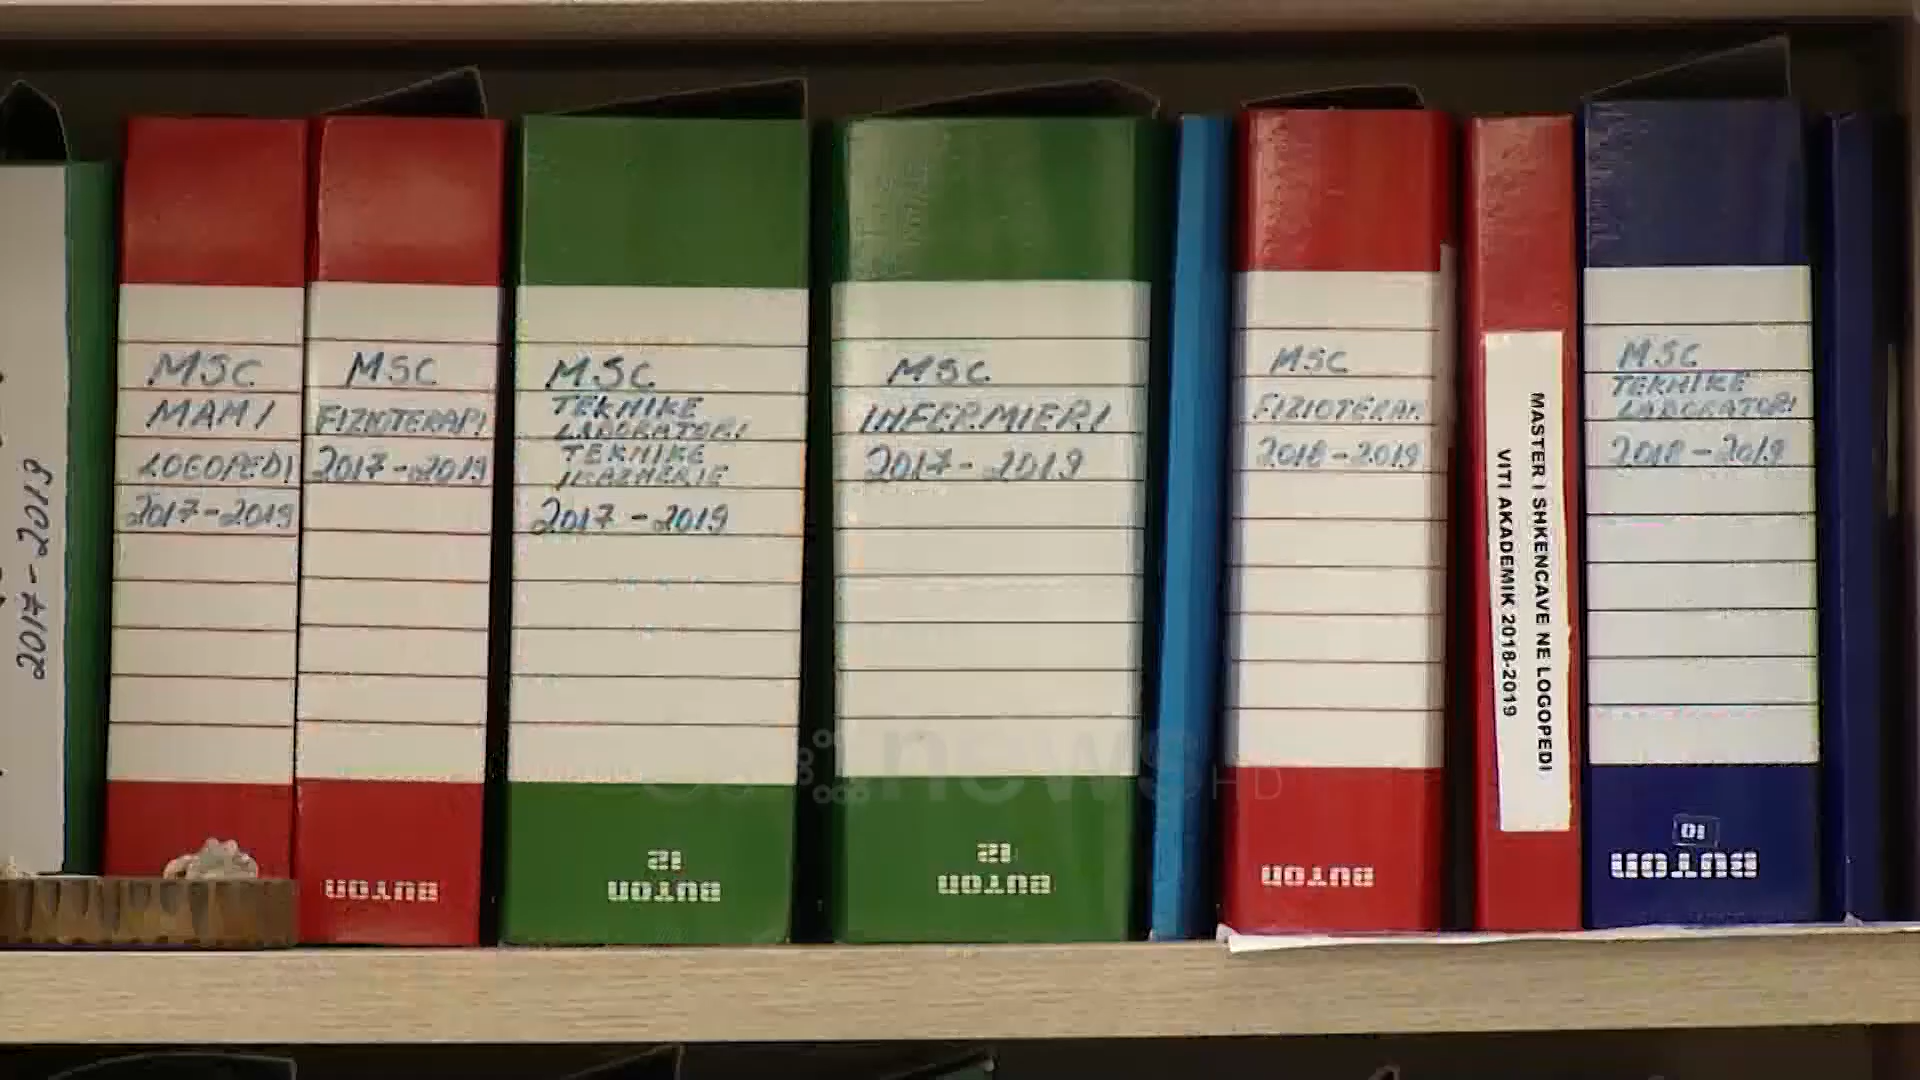 2017-2019
MSC
MAMI
LOGOPEDI
2017-2019
MSC
FIZIOTERAPI
2017-2019
MSC
TEKNIKE
LABORATORI
TEKNIKE
IMAZHERIE
2017-2019
12
BUTON
MSC
INFERMIERI
2017-2019
12
BUTON
BUTON
MSC
FIZIOTERAPI
2018-2019
BUTON
MASTER I SHKENCAVE NE LOGOPEDI
VITI AKADEMIK 2018-2019
MSC
TEKNIKE
LABORATORI
2018-2019
10
BUTON
news HD